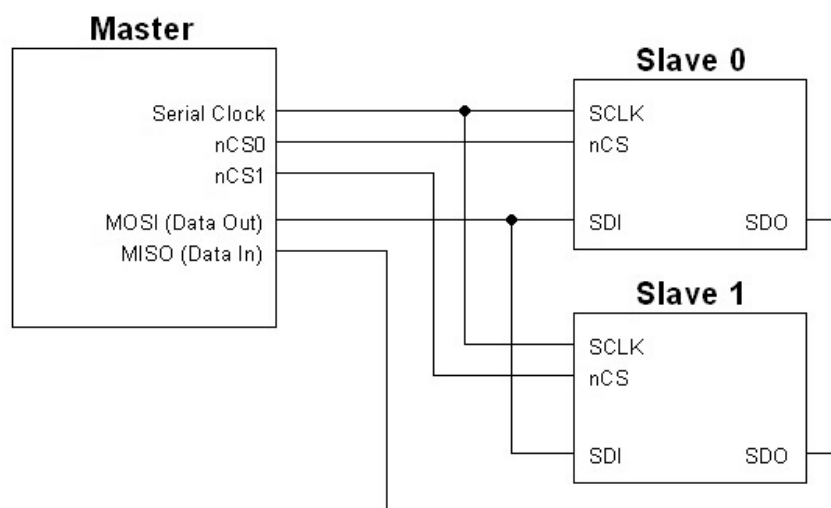 Master
Serial Clock
nCS0
nCS1
MOSI (Data Out)
MISO (Data In)
Slave 0
SCLK
nCS
SDI SDO
Slave 1
SCLK
nCS
SDI SDO